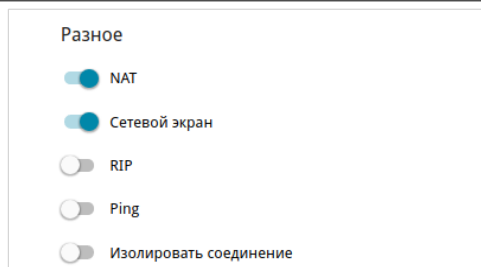 Разное
NAT
Сетевой экран
RIP
Ping
Изолировать соединение